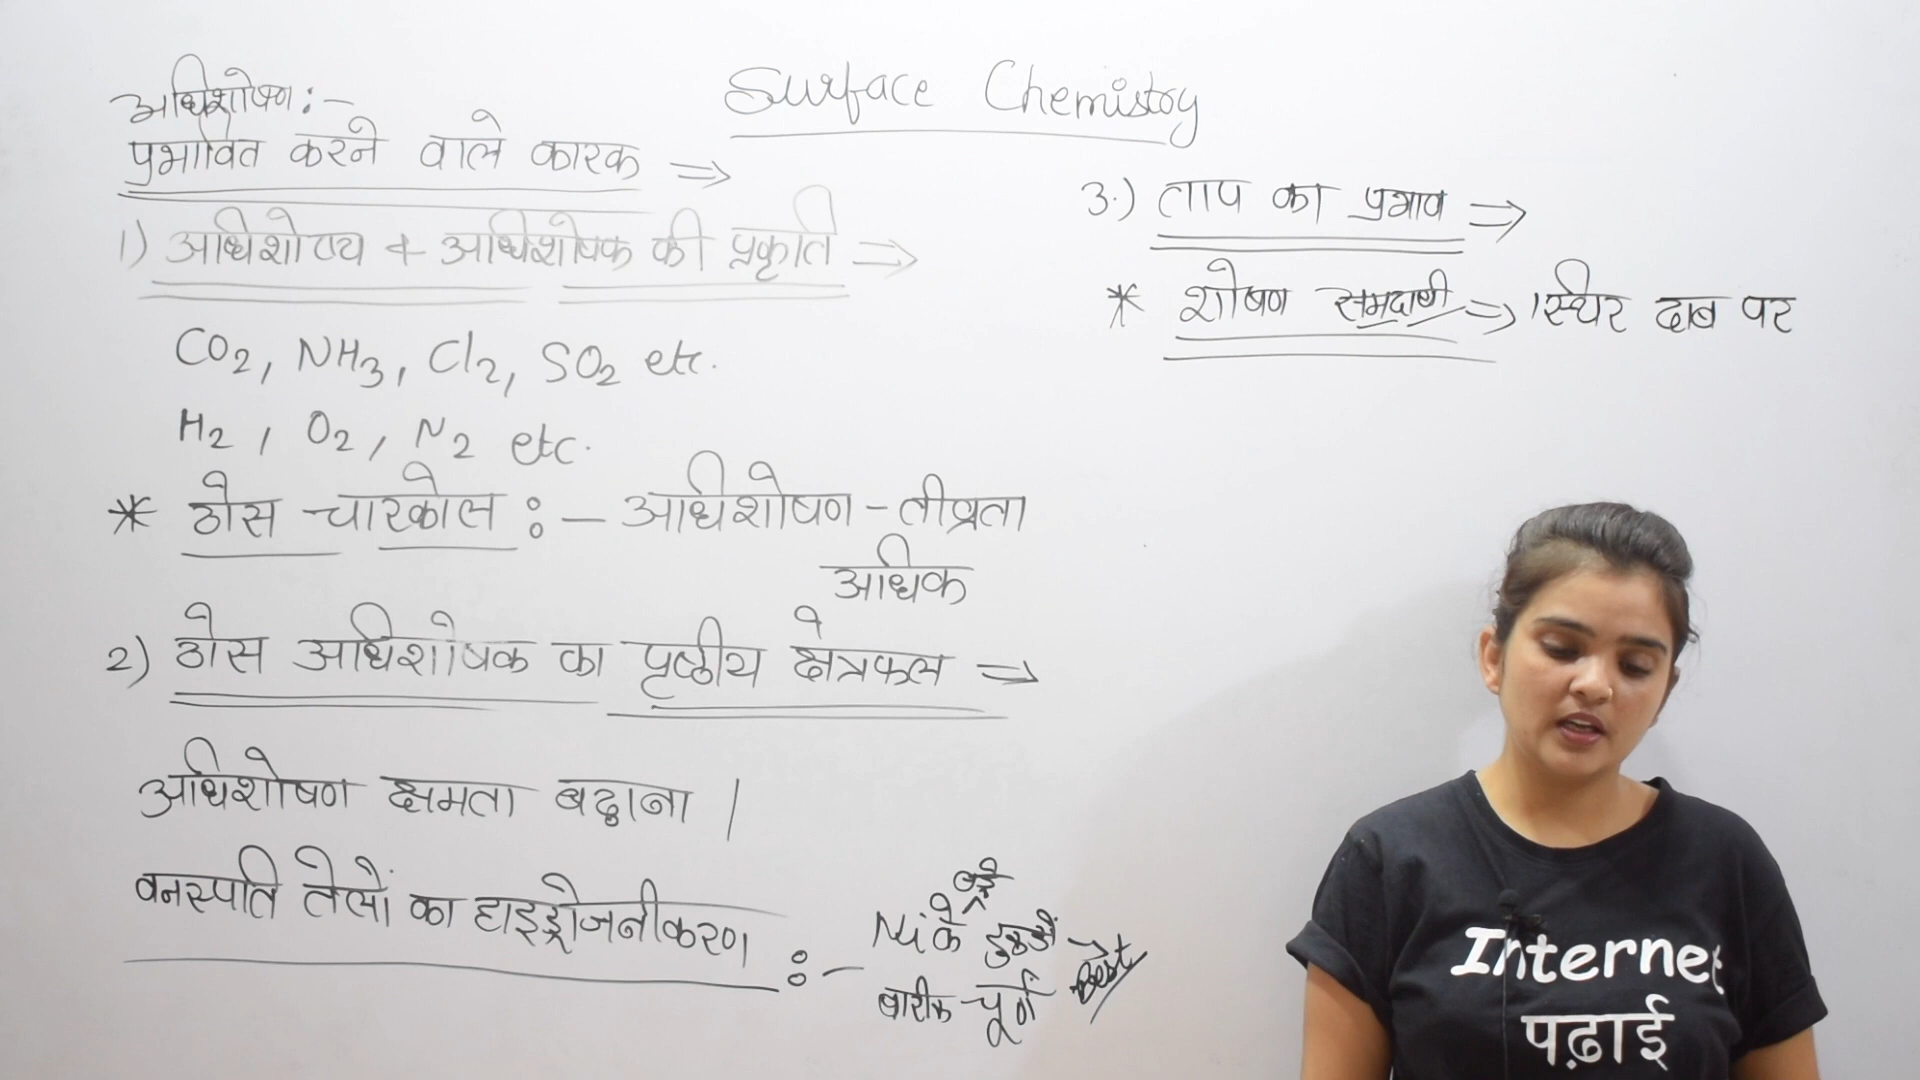 Surface Chemistry
अधिशोषण :-
प्रभावित करने वाले कारक ⇒
1) अधिशोष्य + अधिशोषक की प्रकृति ⇒
CO2, NH3, Cl2, SO2 etc.
H2, O2, N2 etc.
* ठोस चारकोल :- अधिशोषण - तीव्रता
अधिक
2) ठोस अधिशोषक का पृष्ठीय क्षेत्रफल ⇒
अधिशोषण क्षमता बढ़ाना |
वनस्पति तेलों का हाइड्रोजनीकरण :-
बड़े
Ni के टुकड़ों →
बारीक चूर्ण Best
3.) ताप का प्रभाव ⇒
* शोषण समदाबी ⇒ स्थिर दाब पर
Internet
पढ़ाई